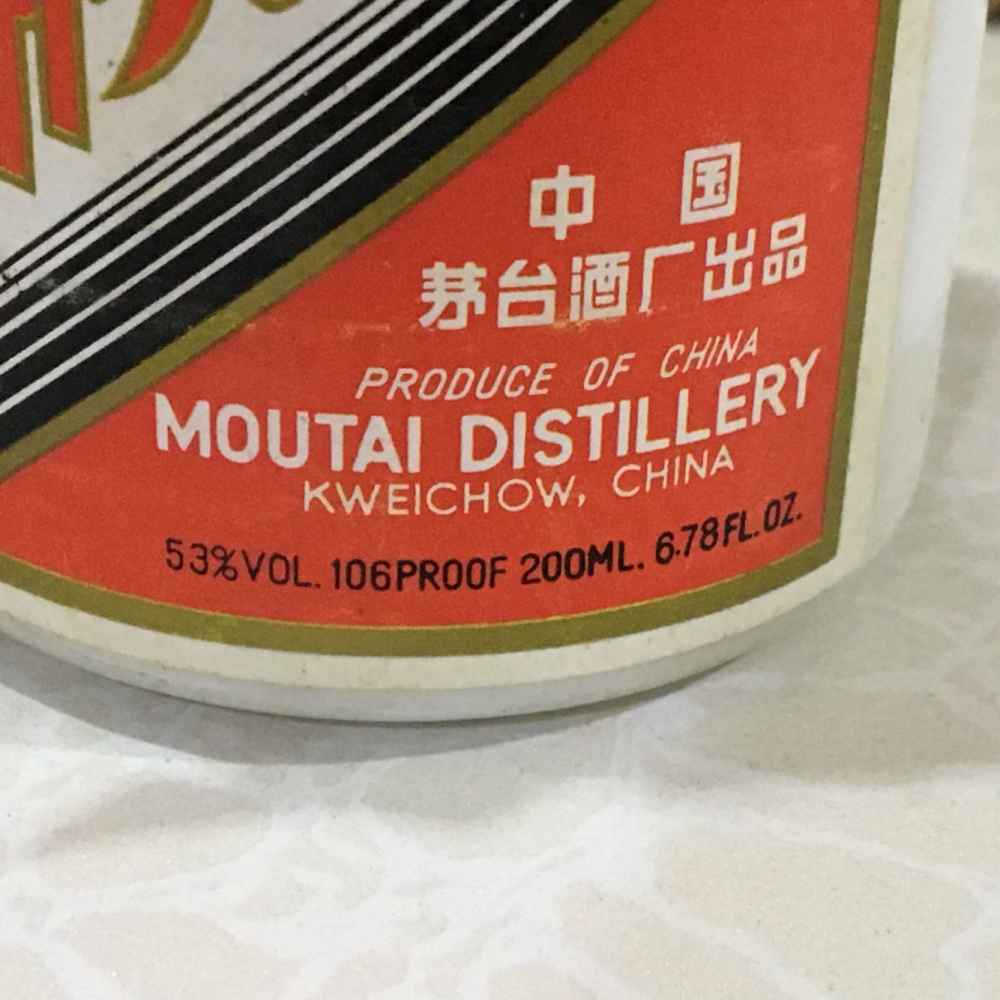 中国
茅台酒厂出品
PRODUCE OF CHINA
MOUTAI DISTILLERY
KWEICHOW, CHINA
53%VOL. 106PROOF 200ML. 6.78FL.OZ.